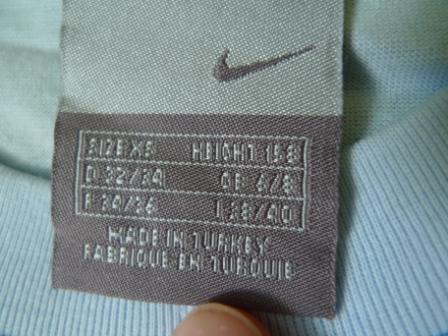 SIZE XS HEIGHT 158
D 32/34 GB 6/8
F 34/36 I 38/40
MADE IN TURKEY
FABRIQUE EN TURQUIE